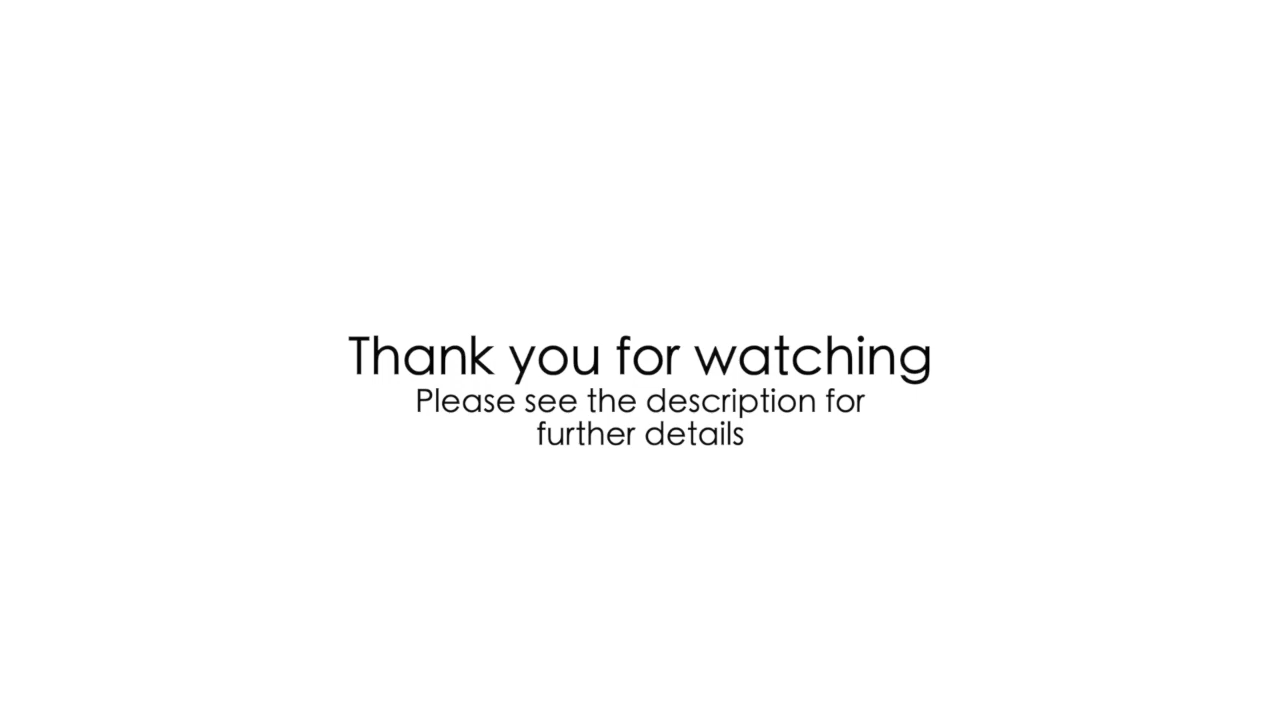 Thank you for watching
Please see the description for
further details